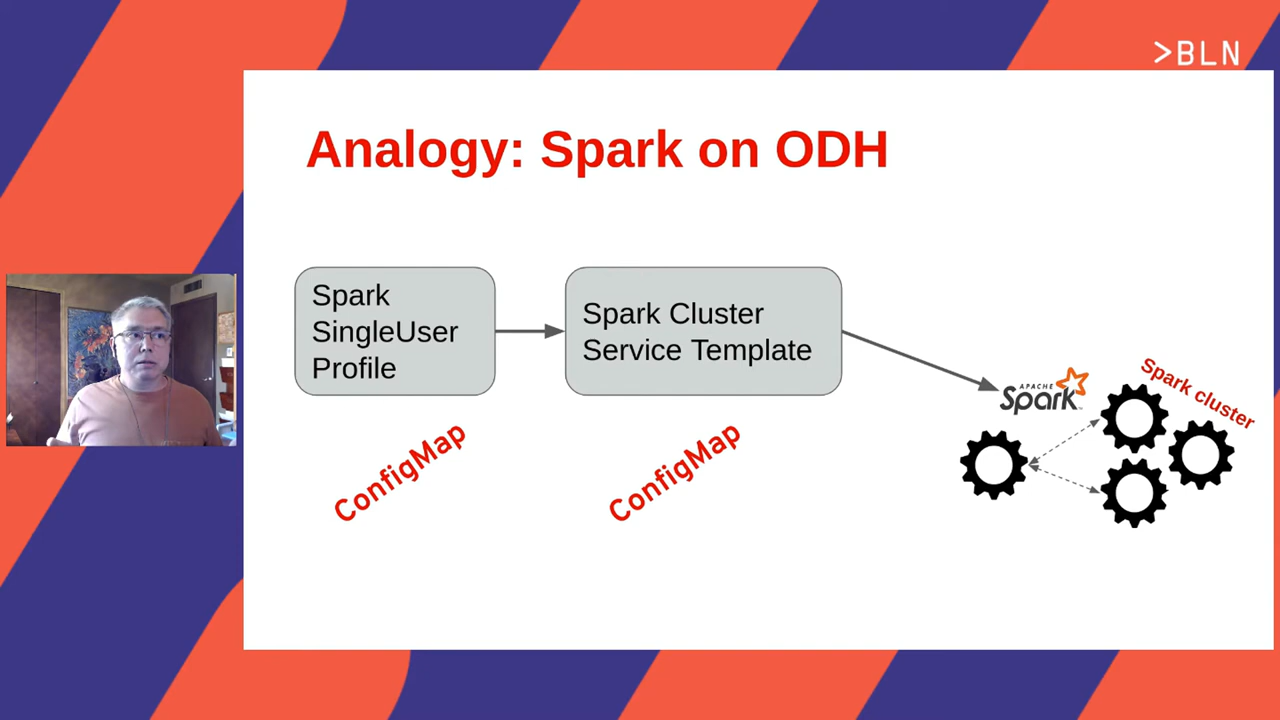 >BLN
Analogy: Spark on ODH
Spark
SingleUser
Profile
Spark Cluster
Service Template
APACHE
Spark
Spark cluster
ConfigMap
ConfigMap